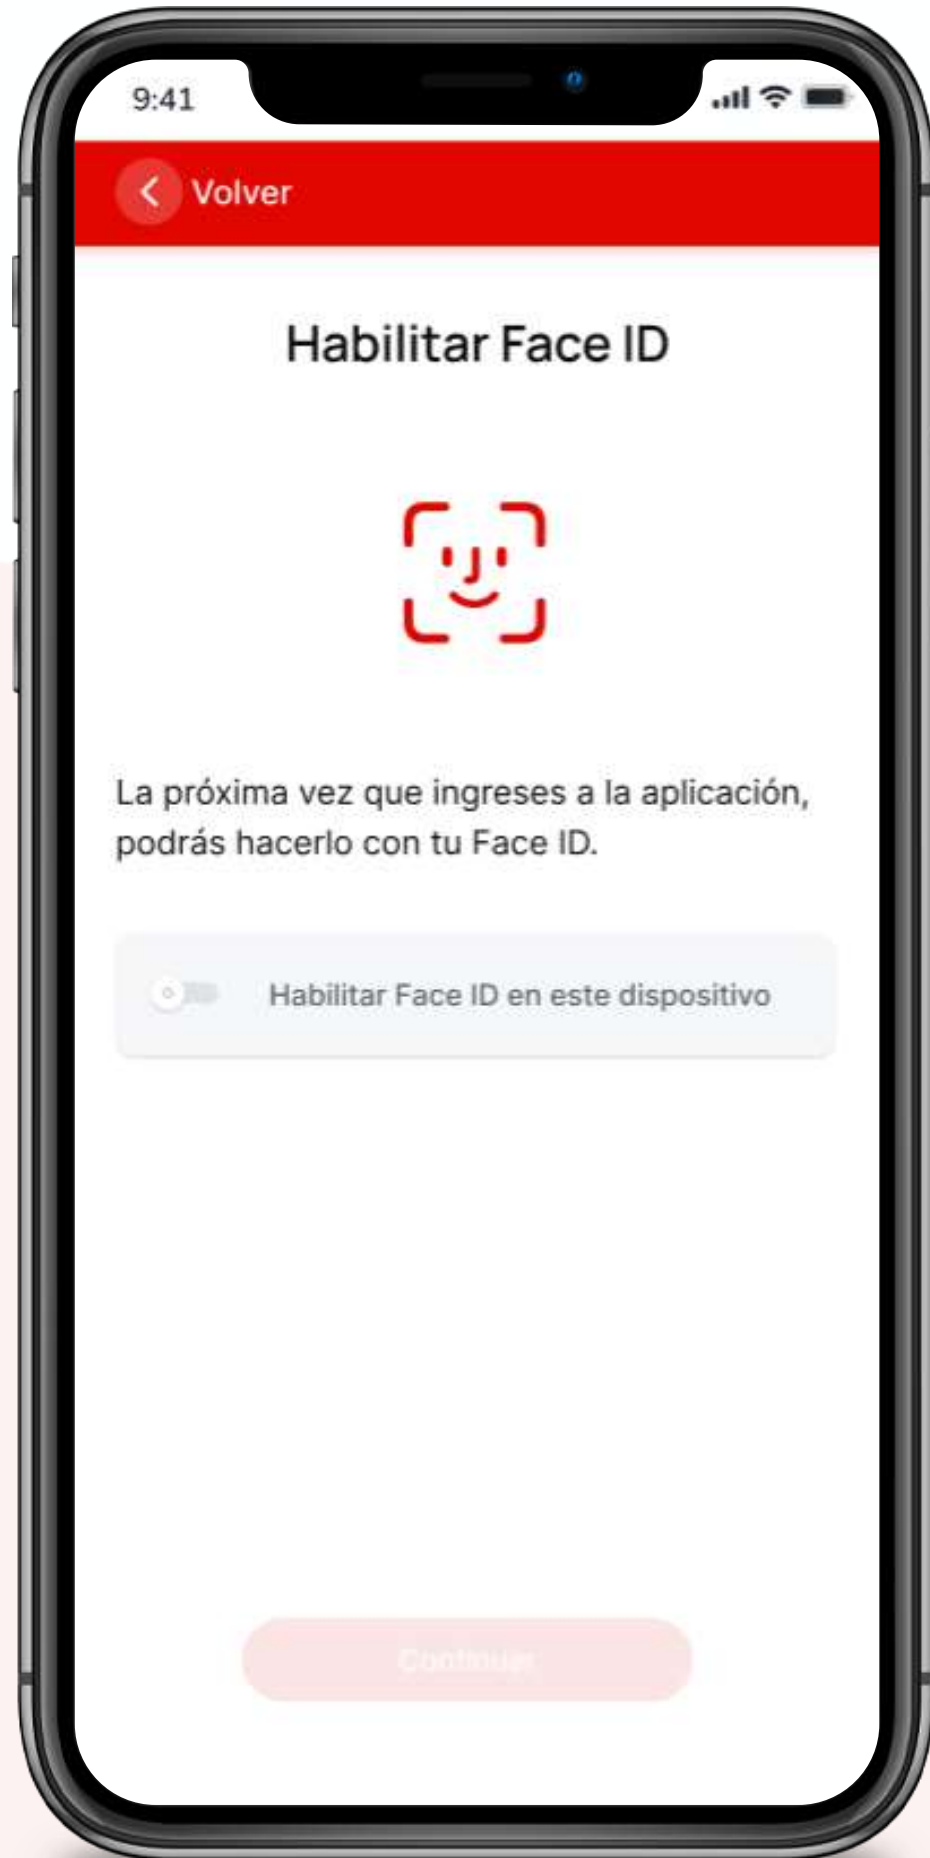 9:41
Volver
Habilitar Face ID
La próxima vez que ingreses a la aplicación,
podrás hacerlo con tu Face ID.
Habilitar Face ID en este dispositivo
Continuar